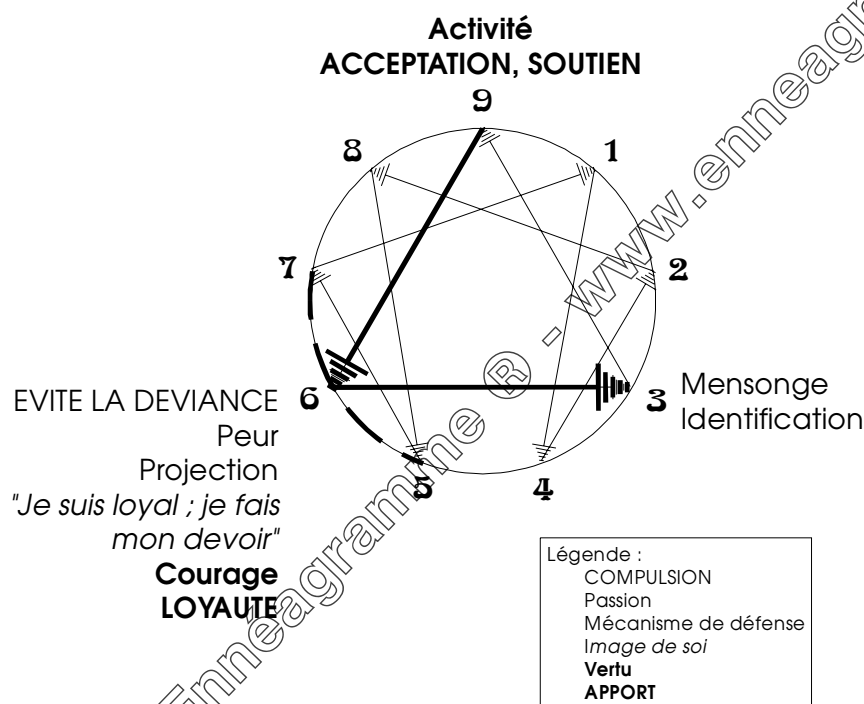 Activité
ACCEPTATION, SOUTIEN
9
8
1
7
2
6
3
5
4
EVITE LA DEVIANCE
Peur
Projection
"Je suis loyal ; je fais
mon devoir"
Courage
LOYAUTE
Mensonge
Identification
Légende :
COMPULSION
Passion
Mécanisme de défense
Image de soi
Vertu
APPORT
Ennéagramme ® - www.enneagr